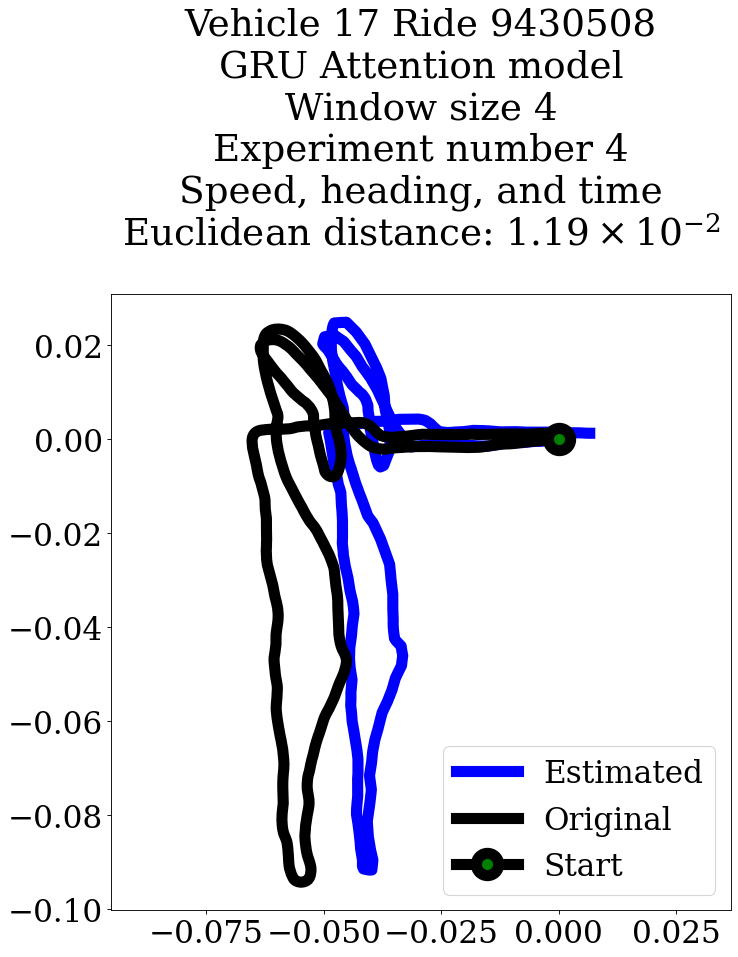 Vehicle 17 Ride 9430508
GRU Attention model
Window size 4
Experiment number 4
Speed, heading, and time
Euclidean distance: 1.19 × 10⁻²
0.02
0.00
−0.02
−0.04
−0.06
−0.08
−0.10
Estimated
Original
Start
−0.075 −0.050 −0.025 0.000 0.025